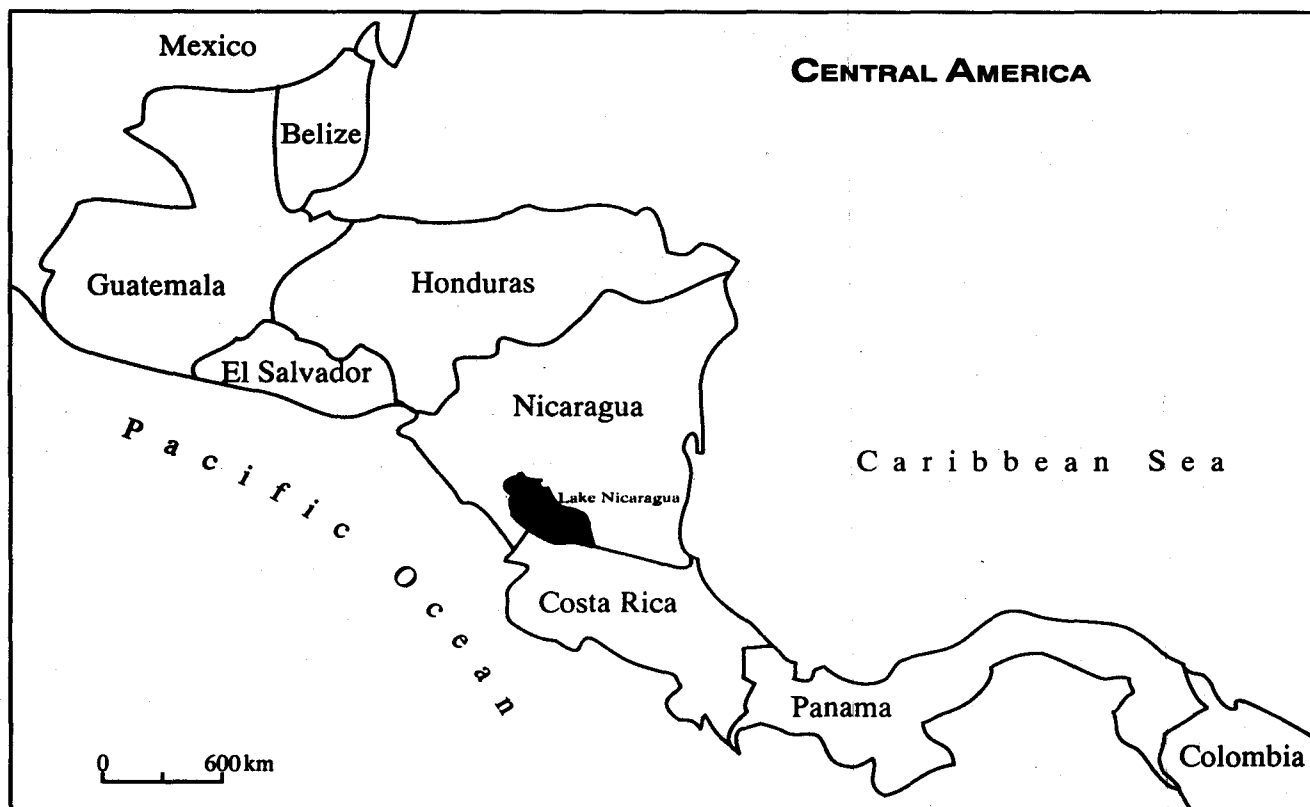 Mexico
CENTRAL AMERICA
Belize
Guatemala
Honduras
El Salvador
Nicaragua
Pacific Ocean
Caribbean Sea
Lake Nicaragua
Costa Rica
Panama
Colombia
0 600 km